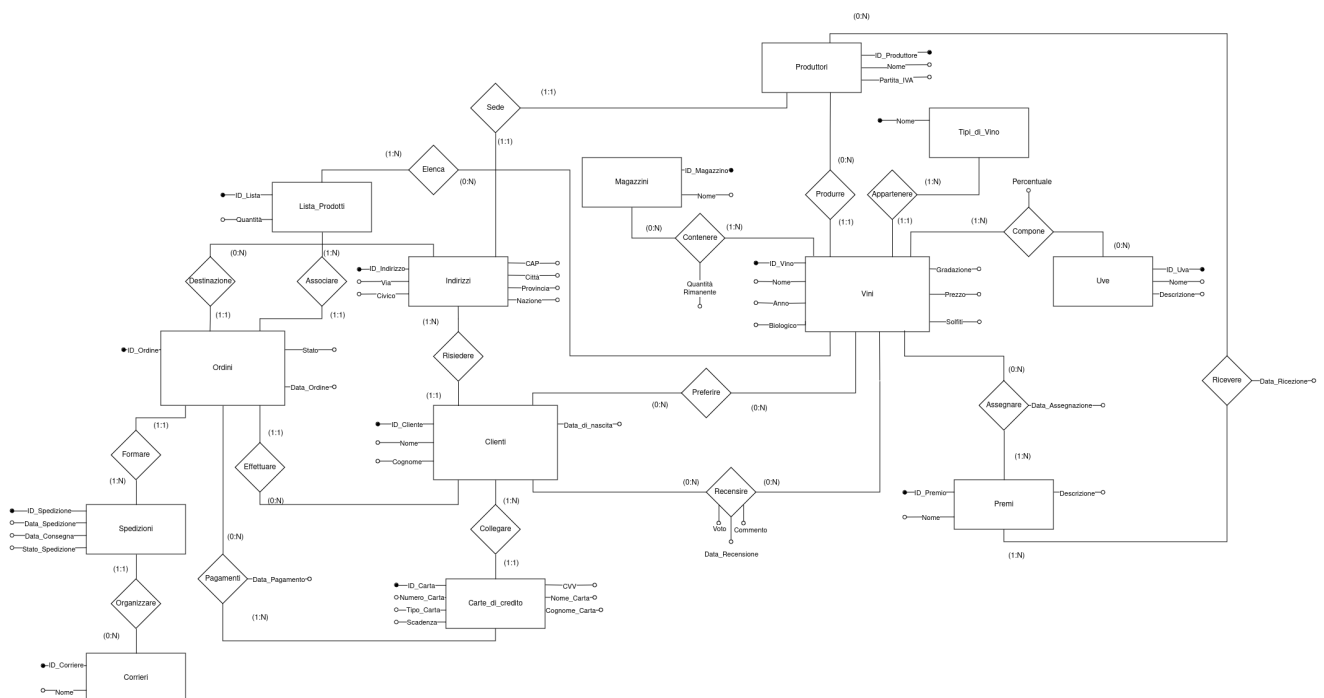 (0:N)
Produttori
ID_Produttore
Nome
Partita_IVA
(1:1)
Sede
(1:1)
(0:N)
Produrre
(1:1)
Nome
Tipi_di_Vino
(1:N)
Appartenere
(1:1)
Elenca
(1:N)
(0:N)
Lista_Prodotti
ID_Lista
Quantità
Magazzini
ID_Magazzino
Nome
(0:N)
Contenere
(1:N)
Quantità
Rimanente
Percentuale
Compone
(1:N)
(0:N)
Uve
ID_Uva
Nome
Descrizione
(0:N)
Destinazione
(1:1)
(1:N)
Associare
(1:1)
Indirizzi
ID_Indirizzo
Via
Civico
CAP
Città
Provincia
Nazione
Vini
ID_Vino
Nome
Anno
Biologico
Gradazione
Prezzo
Solfiti
Ordini
ID_Ordine
Stato
Data_Ordine
(1:N)
Risiedere
(1:1)
Preferire
(0:N)
(0:N)
(0:N)
Assegnare
Data_Assegnazione
(1:N)
Ricevere
Data_Ricezione
(1:N)
Clienti
ID_Cliente
Nome
Cognome
Data_di_nascita
(1:1)
Formare
(1:N)
(1:1)
Effettuare
(0:N)
(0:N)
Recensire
(0:N)
Voto
Commento
Data_Recensione
Premi
ID_Premio
Nome
Descrizione
Spedizioni
ID_Spedizione
Data_Spedizione
Data_Consegna
Stato_Spedizione
(1:N)
Collegare
(1:1)
(0:N)
Pagamenti
Data_Pagamento
(1:N)
(1:1)
Organizzare
(0:N)
Carte_di_credito
ID_Carta
Numero_Carta
Tipo_Carta
Scadenza
CVV
Nome_Carta
Cognome_Carta
Corrieri
ID_Corriere
Nome